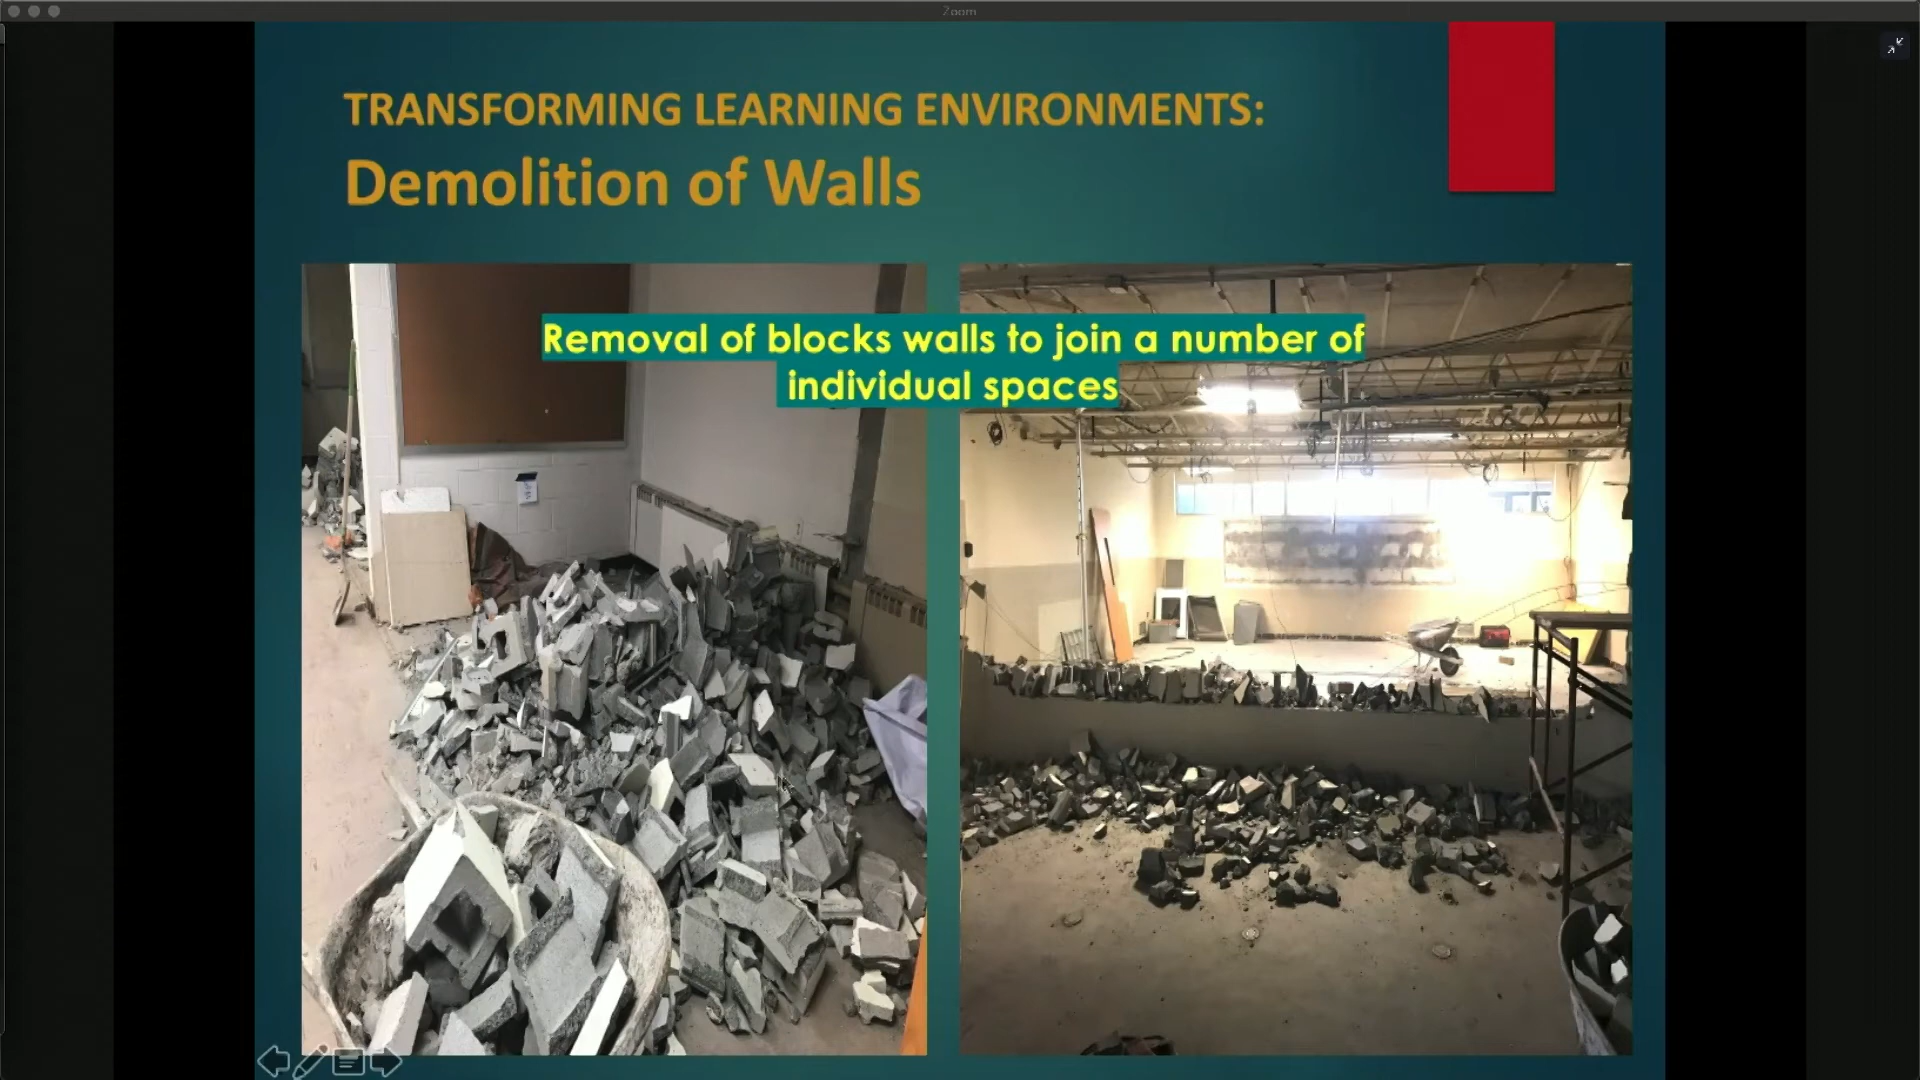 Zoom
TRANSFORMING LEARNING ENVIRONMENTS:
Demolition of Walls
Removal of blocks walls to join a number of
individual spaces